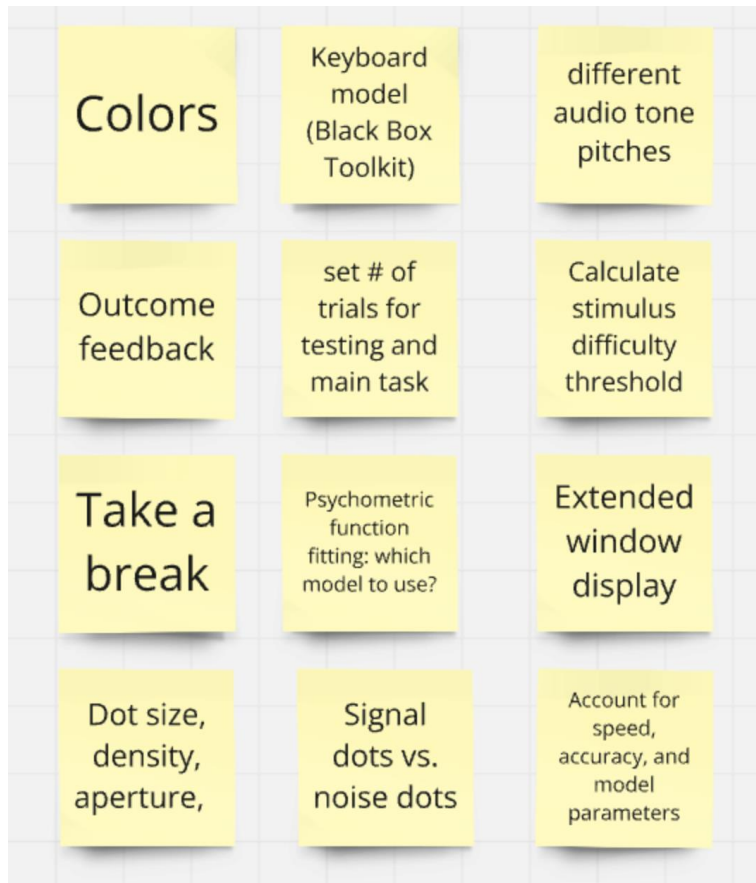 Colors
Keyboard
model
(Black Box
Toolkit)
different
audio tone
pitches
Outcome
feedback
set # of
trials for
testing and
main task
Calculate
stimulus
difficulty
threshold
Take a
break
Psychometric
function
fitting: which
model to use?
Extended
window
display
Dot size,
density,
aperture,
Signal
dots vs.
noise dots
Account for
speed,
accuracy, and
model
parameters